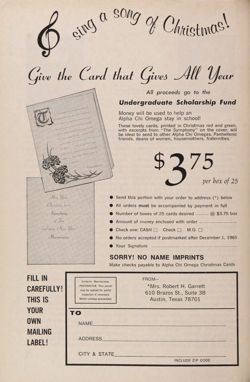 sing a song of Christmas!
Give the Card that Gives All Year
All proceeds go to the
Undergraduate Scholarship Fund
Money will be used to help an
Alpha Chi Omega stay in school!
These lovely cards, printed in Christmas red and green,
with excerpts from "The Symphony" on the cover, will
be ideal to send to other Alpha Chi Omegas, Panhellenic
friends, deans of women, housemothers, fraternities.
$3.75
per box of 25
Send this portion with your order to address (*) below
All orders must be accompanied by payment in full
Number of boxes of 25 cards desired @ $3.75 box
Amount of money enclosed with order
Check one: CASH Check M.O.
No orders accepted if postmarked after December 1, 1965
Your Signature
SORRY! NO NAME IMPRINTS
Make checks payable to Alpha Chi Omega Christmas Cards
FILL IN
CAREFULLY!
THIS IS
YOUR
OWN
MAILING
LABEL!
FROM—
*Mrs. Robert H. Garrett
610 Brazos St., Suite 38
Austin, Texas 78701
TO
NAME
ADDRESS
CITY & STATE
INCLUDE ZIP CODE